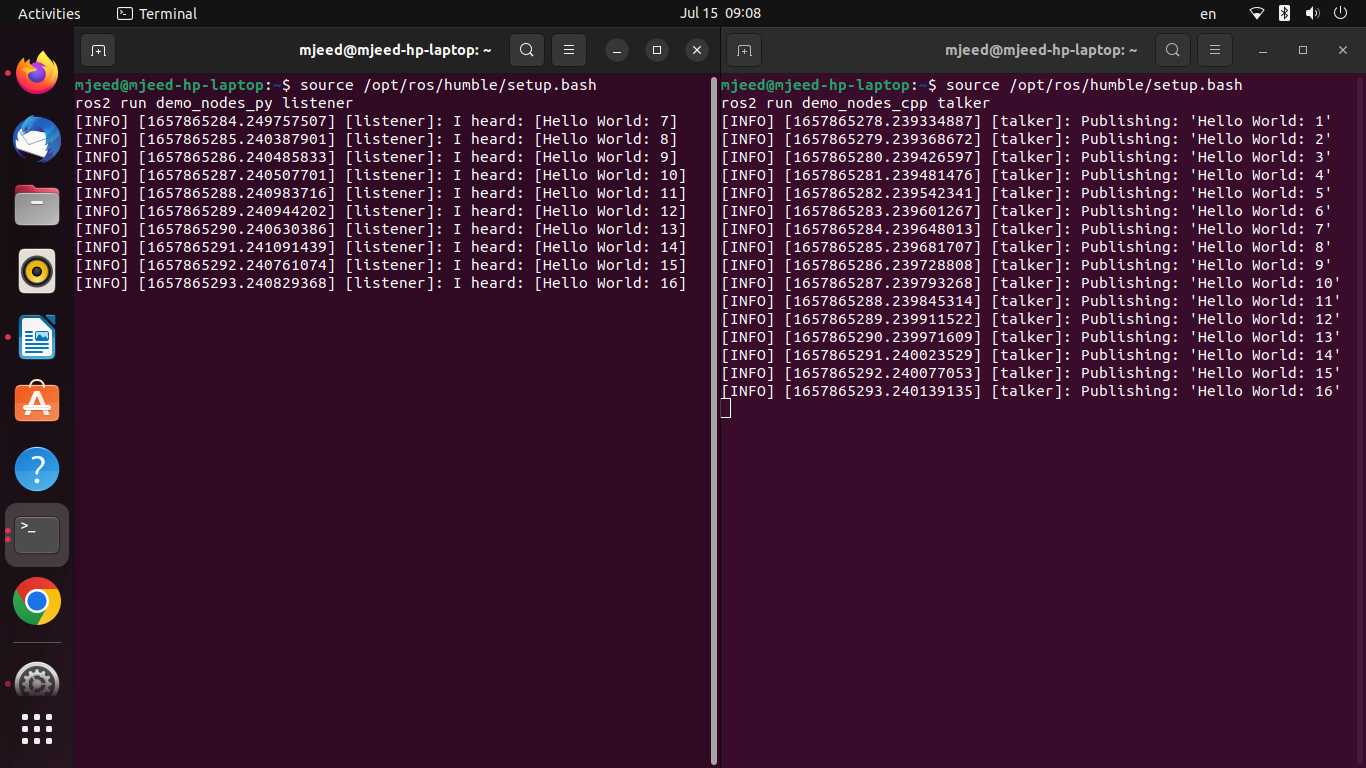 Activities
Terminal
Jul 15 09:08
en
mjeed@mjeed-hp-laptop: ~
mjeed@mjeed-hp-laptop:~$ source /opt/ros/humble/setup.bash
ros2 run demo_nodes_py listener
[INFO] [1657865284.249757507] [listener]: I heard: [Hello World: 7]
[INFO] [1657865285.240387901] [listener]: I heard: [Hello World: 8]
[INFO] [1657865286.240485833] [listener]: I heard: [Hello World: 9]
[INFO] [1657865287.240507701] [listener]: I heard: [Hello World: 10]
[INFO] [1657865288.240983716] [listener]: I heard: [Hello World: 11]
[INFO] [1657865289.240944202] [listener]: I heard: [Hello World: 12]
[INFO] [1657865290.240630386] [listener]: I heard: [Hello World: 13]
[INFO] [1657865291.241091439] [listener]: I heard: [Hello World: 14]
[INFO] [1657865292.240761074] [listener]: I heard: [Hello World: 15]
[INFO] [1657865293.240829368] [listener]: I heard: [Hello World: 16]
mjeed@mjeed-hp-laptop: ~
mjeed@mjeed-hp-laptop:~$ source /opt/ros/humble/setup.bash
ros2 run demo_nodes_cpp talker
[INFO] [1657865278.239334887] [talker]: Publishing: 'Hello World: 1'
[INFO] [1657865279.239368672] [talker]: Publishing: 'Hello World: 2'
[INFO] [1657865280.239426597] [talker]: Publishing: 'Hello World: 3'
[INFO] [1657865281.239481476] [talker]: Publishing: 'Hello World: 4'
[INFO] [1657865282.239542341] [talker]: Publishing: 'Hello World: 5'
[INFO] [1657865283.239601267] [talker]: Publishing: 'Hello World: 6'
[INFO] [1657865284.239648013] [talker]: Publishing: 'Hello World: 7'
[INFO] [1657865285.239681707] [talker]: Publishing: 'Hello World: 8'
[INFO] [1657865286.239728808] [talker]: Publishing: 'Hello World: 9'
[INFO] [1657865287.239793268] [talker]: Publishing: 'Hello World: 10'
[INFO] [1657865288.239845314] [talker]: Publishing: 'Hello World: 11'
[INFO] [1657865289.239911522] [talker]: Publishing: 'Hello World: 12'
[INFO] [1657865290.239971609] [talker]: Publishing: 'Hello World: 13'
[INFO] [1657865291.240023529] [talker]: Publishing: 'Hello World: 14'
[INFO] [1657865292.240077053] [talker]: Publishing: 'Hello World: 15'
[INFO] [1657865293.240139135] [talker]: Publishing: 'Hello World: 16'